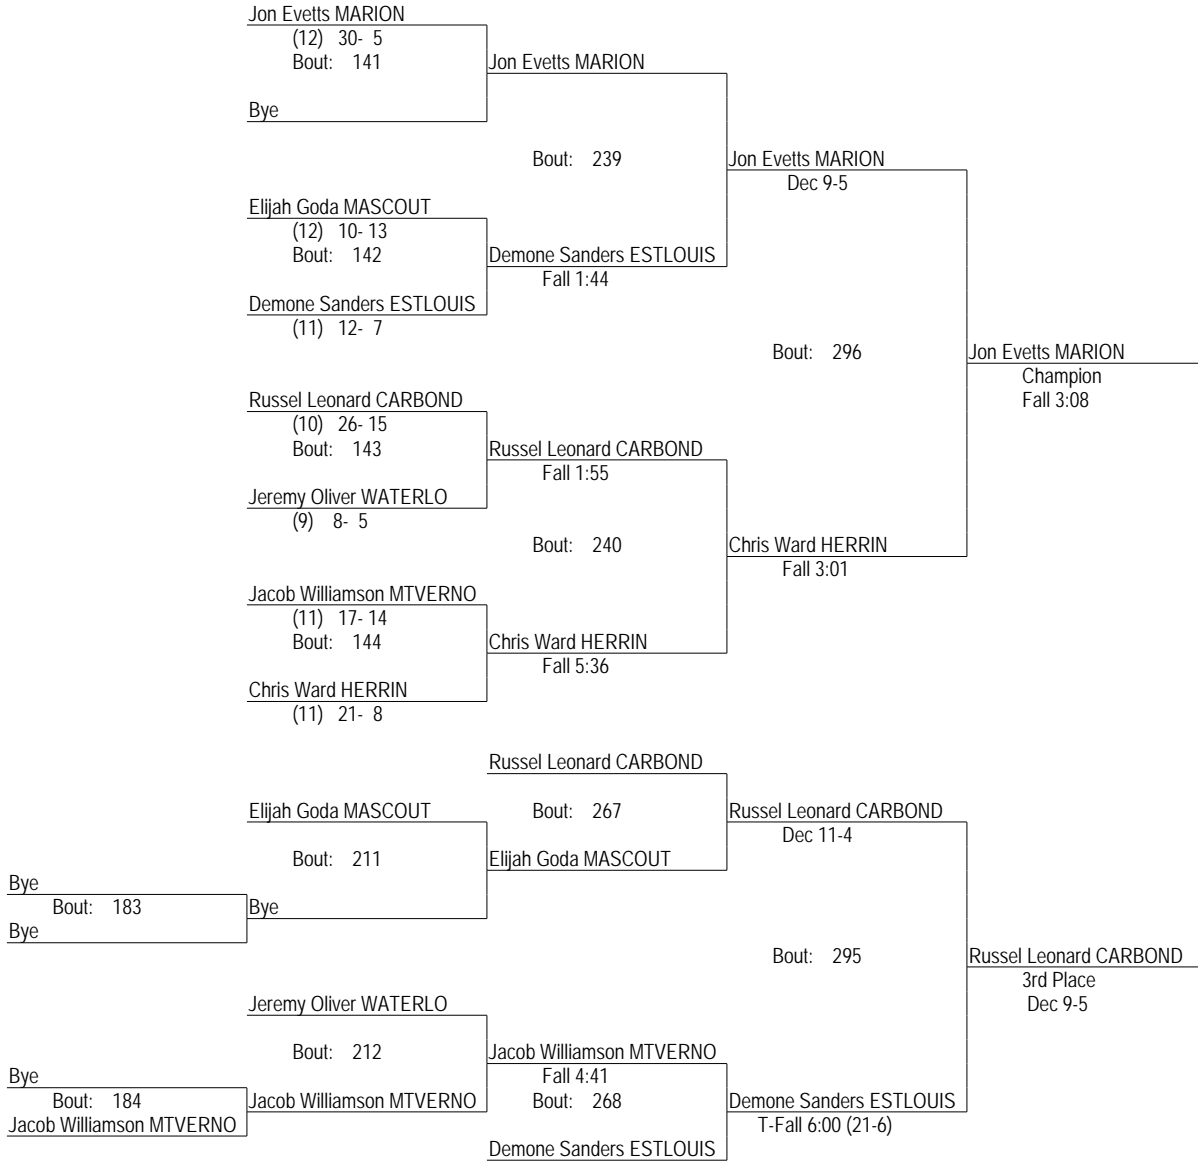 Jon Evetts MARION
(12) 30- 5
Bout: 141
Jon Evetts MARION
Bye
Bout: 239
Jon Evetts MARION
Dec 9-5
Elijah Goda MASCOUT
(12) 10- 13
Bout: 142
Demone Sanders ESTLOUIS
Fall 1:44
Demone Sanders ESTLOUIS
(11) 12- 7
Bout: 296
Jon Evetts MARION
Champion
Fall 3:08
Russel Leonard CARBOND
(10) 26- 15
Bout: 143
Russel Leonard CARBOND
Fall 1:55
Jeremy Oliver WATERLO
(9) 8- 5
Bout: 240
Chris Ward HERRIN
Fall 3:01
Jacob Williamson MTVERNO
(11) 17- 14
Bout: 144
Chris Ward HERRIN
Fall 5:36
Chris Ward HERRIN
(11) 21- 8
Russel Leonard CARBOND
Elijah Goda MASCOUT
Bout: 267
Russel Leonard CARBOND
Dec 11-4
Bout: 211
Elijah Goda MASCOUT
Bye
Bout: 183
Bye
Bye
Bout: 295
Russel Leonard CARBOND
3rd Place
Dec 9-5
Jeremy Oliver WATERLO
Bout: 212
Jacob Williamson MTVERNO
Fall 4:41
Bye
Bout: 184
Jacob Williamson MTVERNO
Bout: 268
Demone Sanders ESTLOUIS
T-Fall 6:00 (21-6)
Jacob Williamson MTVERNO
Demone Sanders ESTLOUIS